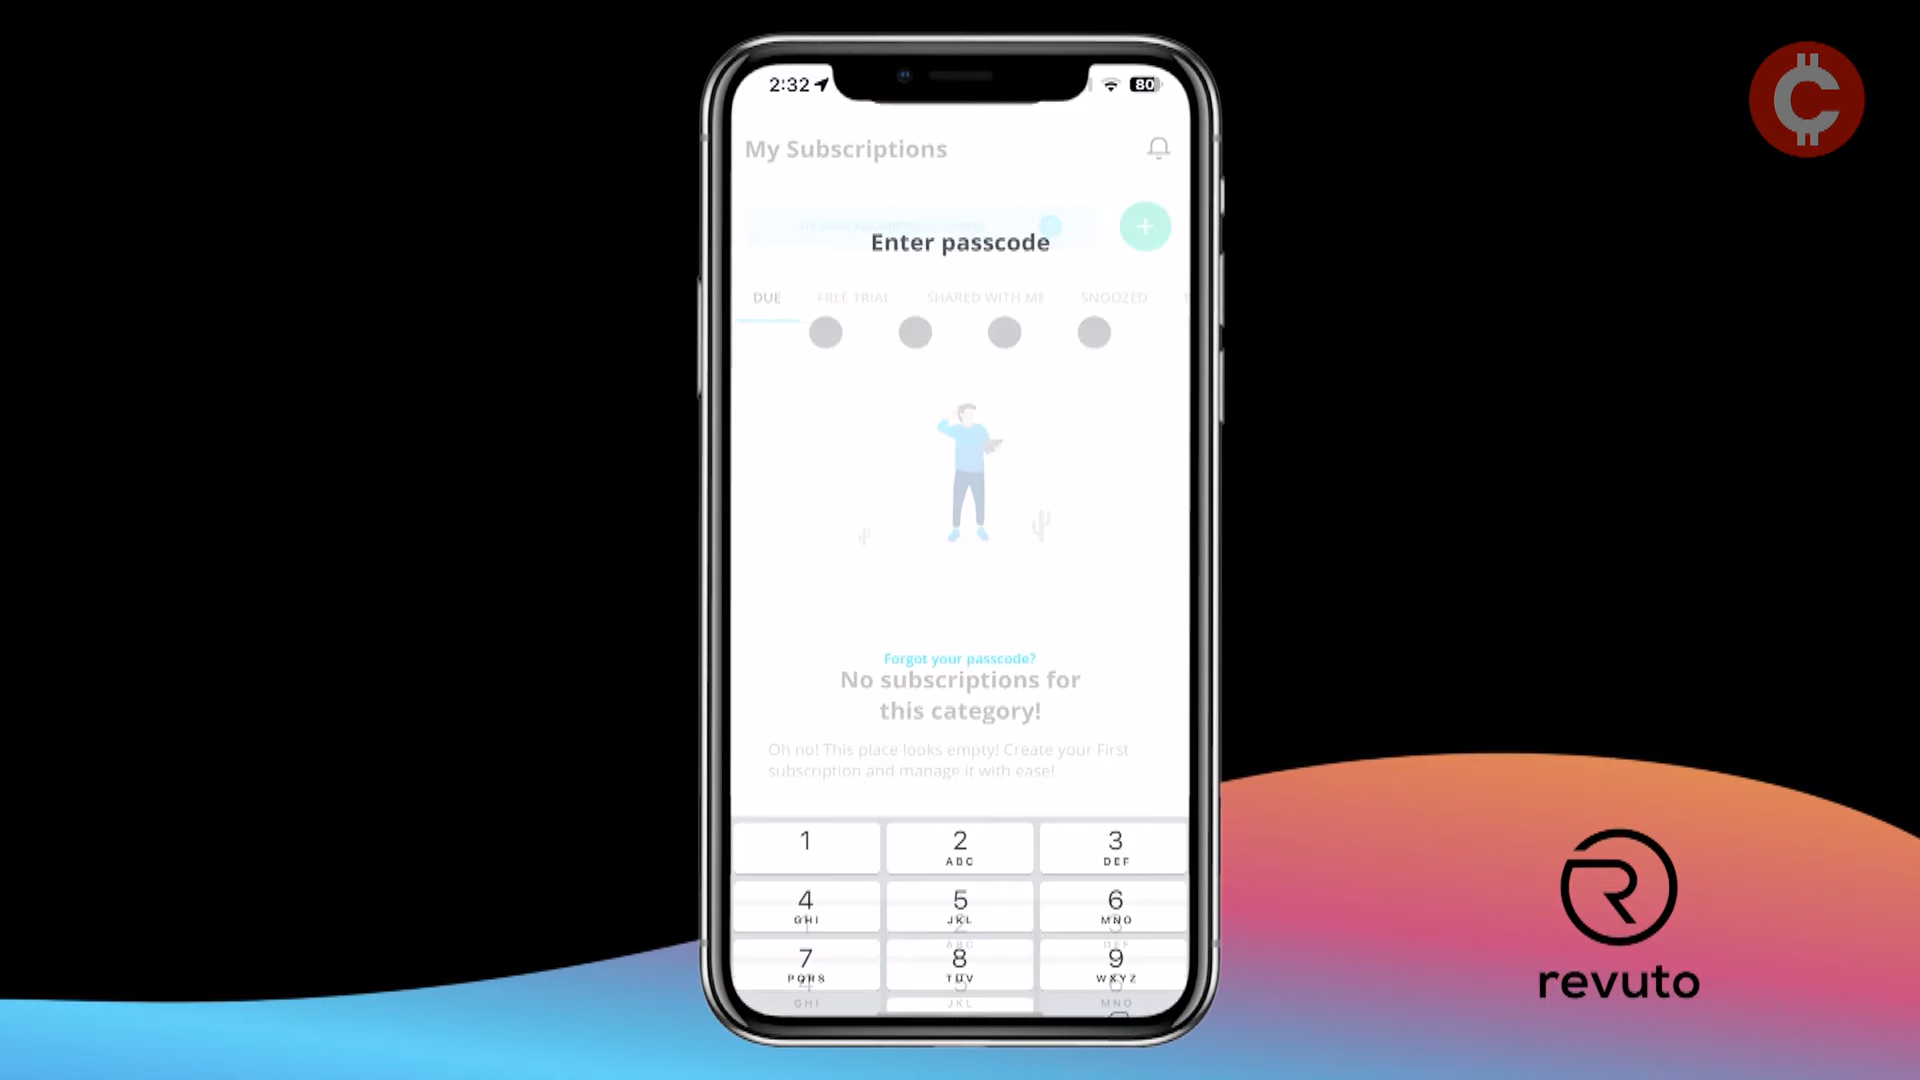 2:32
80
My Subscriptions
Enter passcode
DUE
FREE TRIAL
SHARED WITH ME
SNOOZED
Forgot your passcode?
No subscriptions for
this category!
Oh no! This place looks empty! Create your First
subscription and manage it with ease!
1
2
ABC
3
DEF
4
GHI
5
JKL
6
MNO
7
PQRS
8
TUV
9
WXYZ
revuto